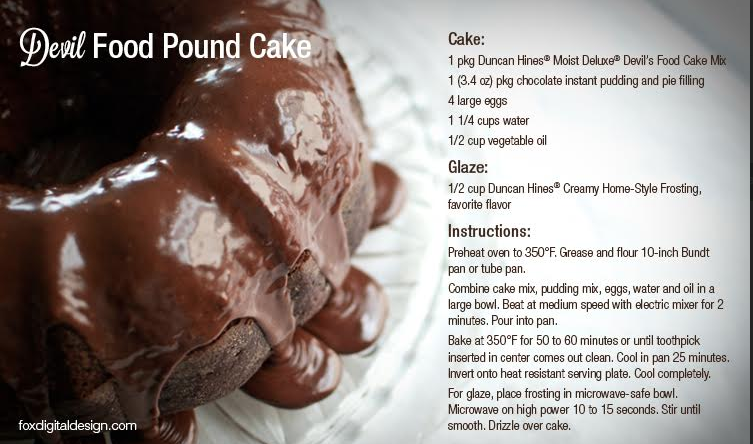 Devil Food Pound Cake
Cake:
1 pkg Duncan Hines® Moist Deluxe® Devil's Food Cake Mix
1 (3.4 oz) pkg chocolate instant pudding and pie filling
4 large eggs
1 1/4 cups water
1/2 cup vegetable oil
Glaze:
1/2 cup Duncan Hines® Creamy Home-Style Frosting,
favorite flavor
Instructions:
Preheat oven to 350°F. Grease and flour 10-inch Bundt
pan or tube pan.
Combine cake mix, pudding mix, eggs, water and oil in a
large bowl. Beat at medium speed with electric mixer for 2
minutes. Pour into pan.
Bake at 350°F for 50 to 60 minutes or until toothpick
inserted in center comes out clean. Cool in pan 25 minutes.
Invert onto heat resistant serving plate. Cool completely.
For glaze, place frosting in microwave-safe bowl.
Microwave on high power 10 to 15 seconds. Stir until
smooth. Drizzle over cake.
foxdigitaldesign.com